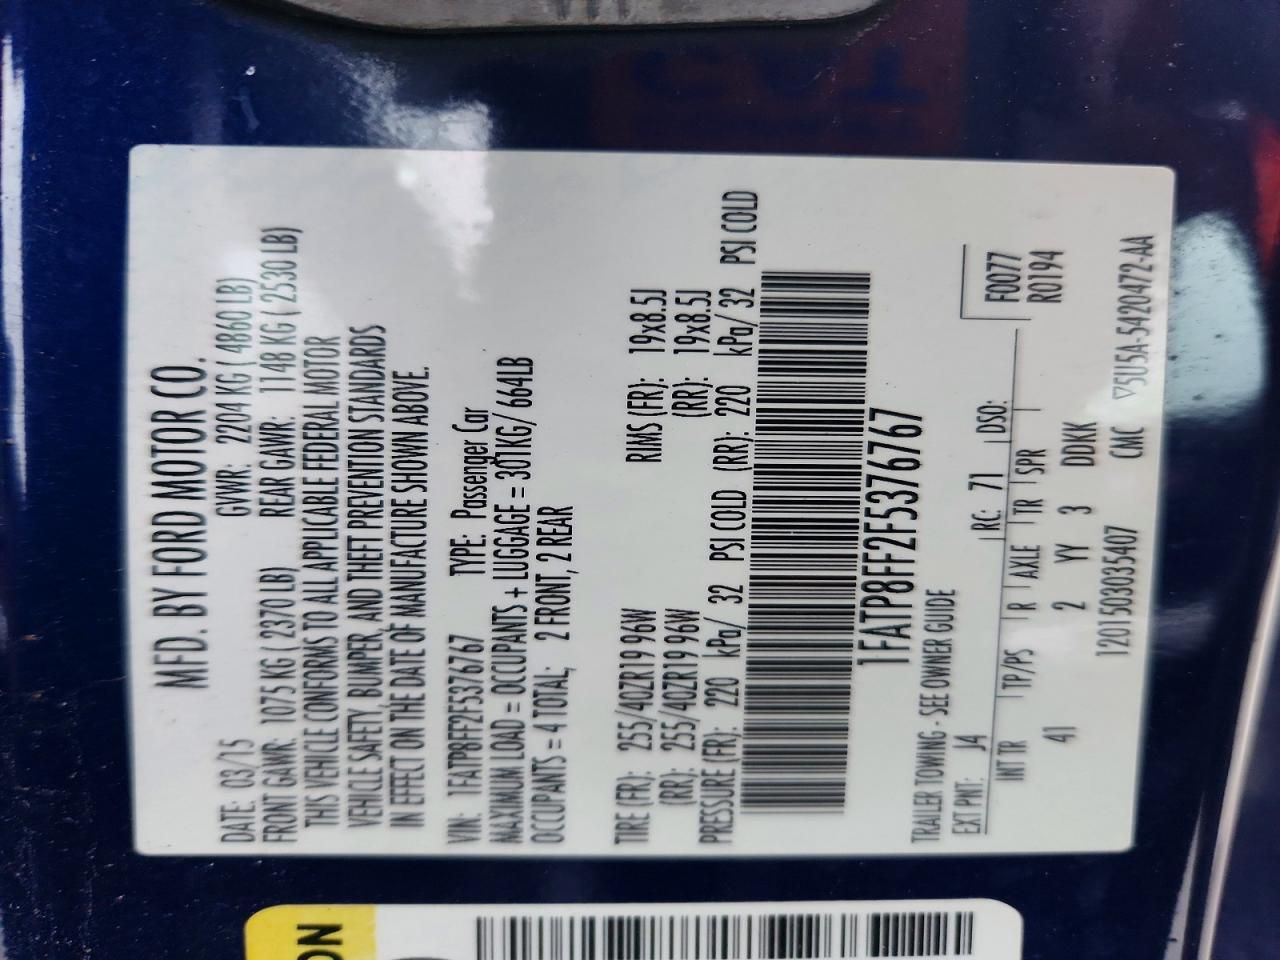 MFD. BY FORD MOTOR CO.
DATE: 03/15 GVWR: 2204 KG ( 4860 LB)
FRONT GAWR: 1075 KG ( 2370 LB) REAR GAWR: 1148 KG ( 2530 LB)
THIS VEHICLE CONFORMS TO ALL APPLICABLE FEDERAL MOTOR
VEHICLE SAFETY, BUMPER, AND THEFT PREVENTION STANDARDS
IN EFFECT ON THE DATE OF MANUFACTURE SHOWN ABOVE.
VIN: 1FATP8FF2F5376767 TYPE: Passenger Car
MAXIMUM LOAD = OCCUPANTS + LUGGAGE = 301KG/ 664LB
OCCUPANTS = 4 TOTAL; 2 FRONT, 2 REAR
TIRE (FR): 255/40ZR19 96W RIMS (FR): 19x8.5J
(RR): 255/40ZR19 96W (RR): 19x8.5J
PRESSURE (FR): 220 kPa/ 32 PSI COLD (RR): 220 kPa/ 32 PSI COLD
1FATP8FF2F5376767
TRAILER TOWING - SEE OWNER GUIDE
EXT PNT: J4 RC: 71 DSO: F0077
INT TR TP/PS R AXLE TR SPR R0194
41 2 YY 3 DDKK
1201503035407 CMC ▽5U5A-5420472-AA
ON